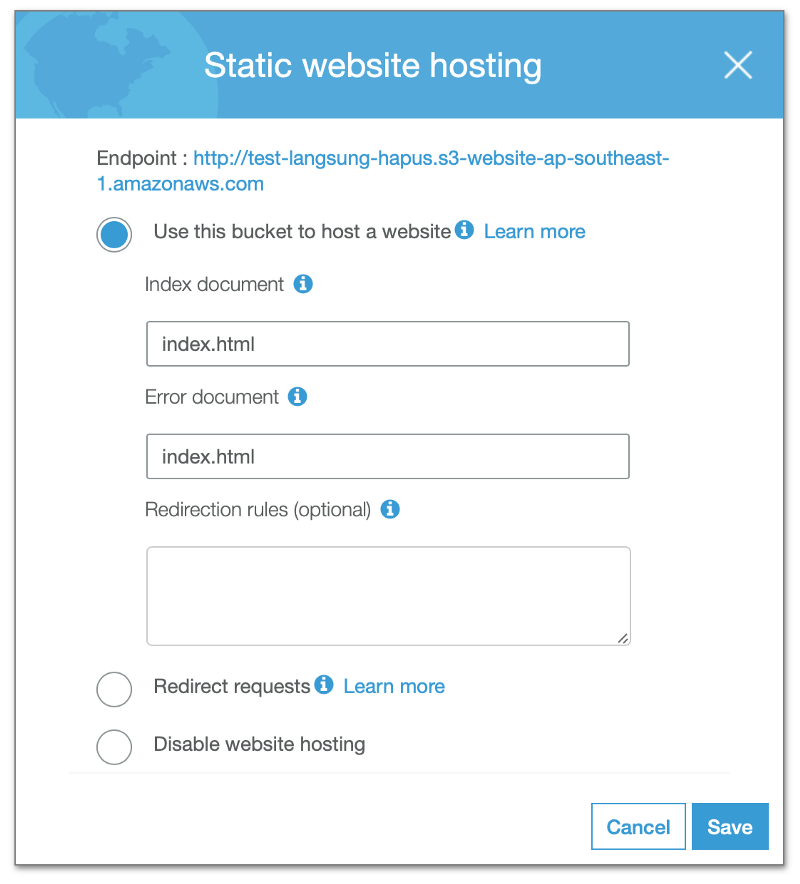 Static website hosting
Endpoint : http://test-langsung-hapus.s3-website-ap-southeast-
1.amazonaws.com
Use this bucket to host a website Learn more
Index document
index.html
Error document
index.html
Redirection rules (optional)
Redirect requests Learn more
Disable website hosting
Cancel Save